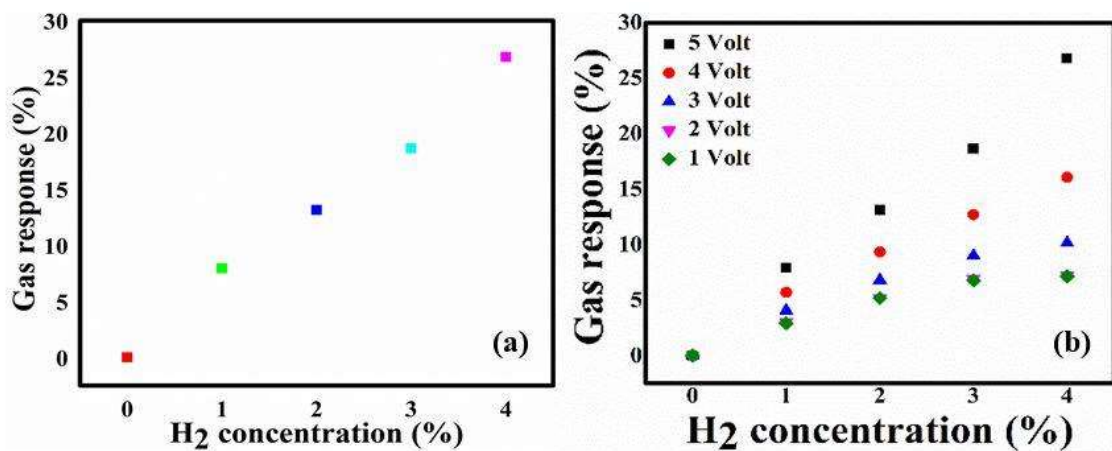 Gas response (%)
30
25
20
15
10
5
0
(a)
0 1 2 3 4
H2 concentration (%)
Gas response (%)
30
25
20
15
10
5
0
5 Volt
4 Volt
3 Volt
2 Volt
1 Volt
(b)
0 1 2 3 4
H2 concentration (%)